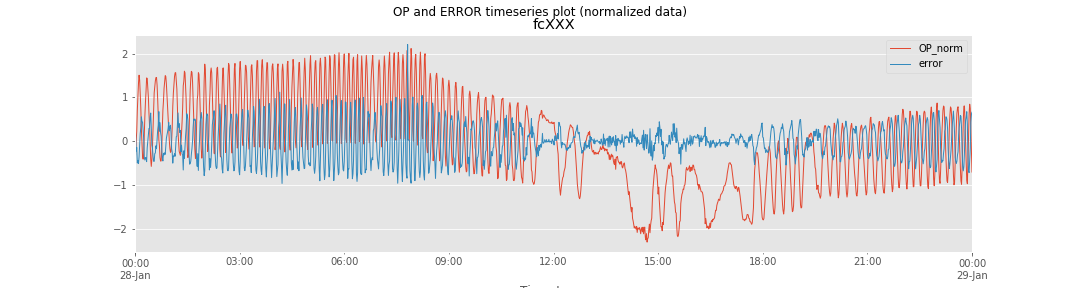 OP and ERROR timeseries plot (normalized data)
fcXXX
OP_norm
error
2
1
0
−1
−2
00:00
28-Jan
03:00
06:00
09:00
12:00
15:00
18:00
21:00
00:00
29-Jan